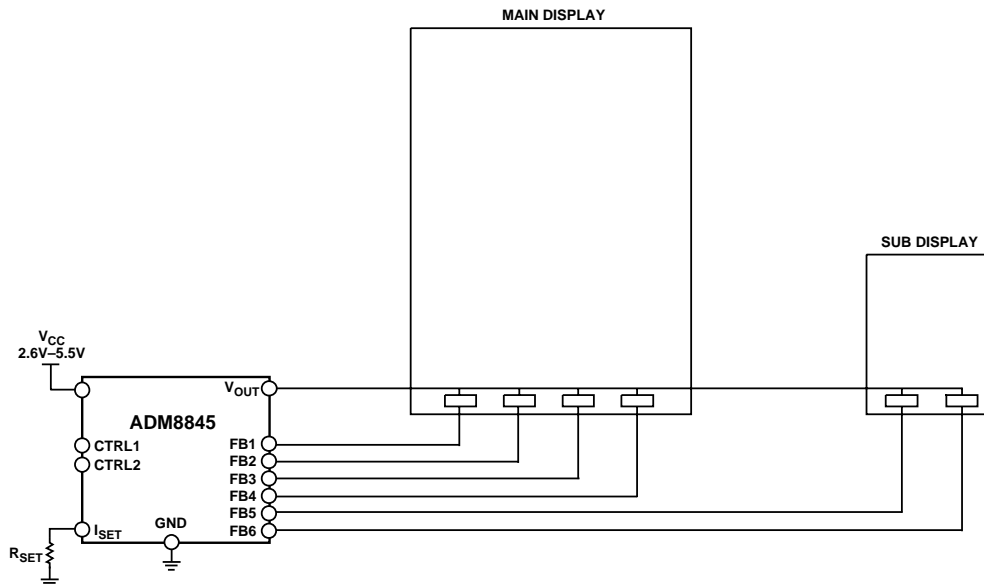 MAIN DISPLAY
SUB DISPLAY
VCC
2.6V–5.5V
VOUT
ADM8845
CTRL1
CTRL2
FB1
FB2
FB3
FB4
FB5
FB6
ISET
GND
RSET